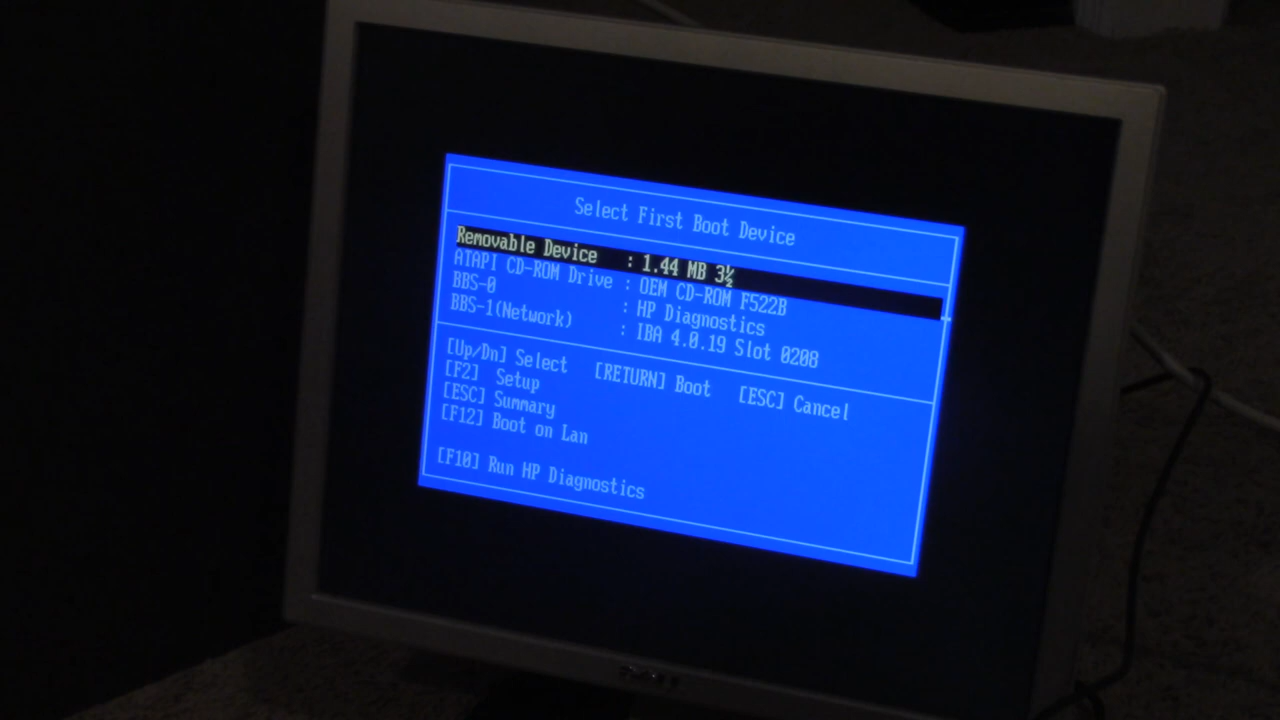 Select First Boot Device
Removable Device : 1.44 MB 3½
ATAPI CD-ROM Drive : OEM CD-ROM F522B
BBS-0 : HP Diagnostics
BBS-1(Network) : IBA 4.0.19 Slot 0208
[Up/Dn] Select [RETURN] Boot [ESC] Cancel
[F2] Setup
[ESC] Summary
[F12] Boot on Lan
[F10] Run HP Diagnostics